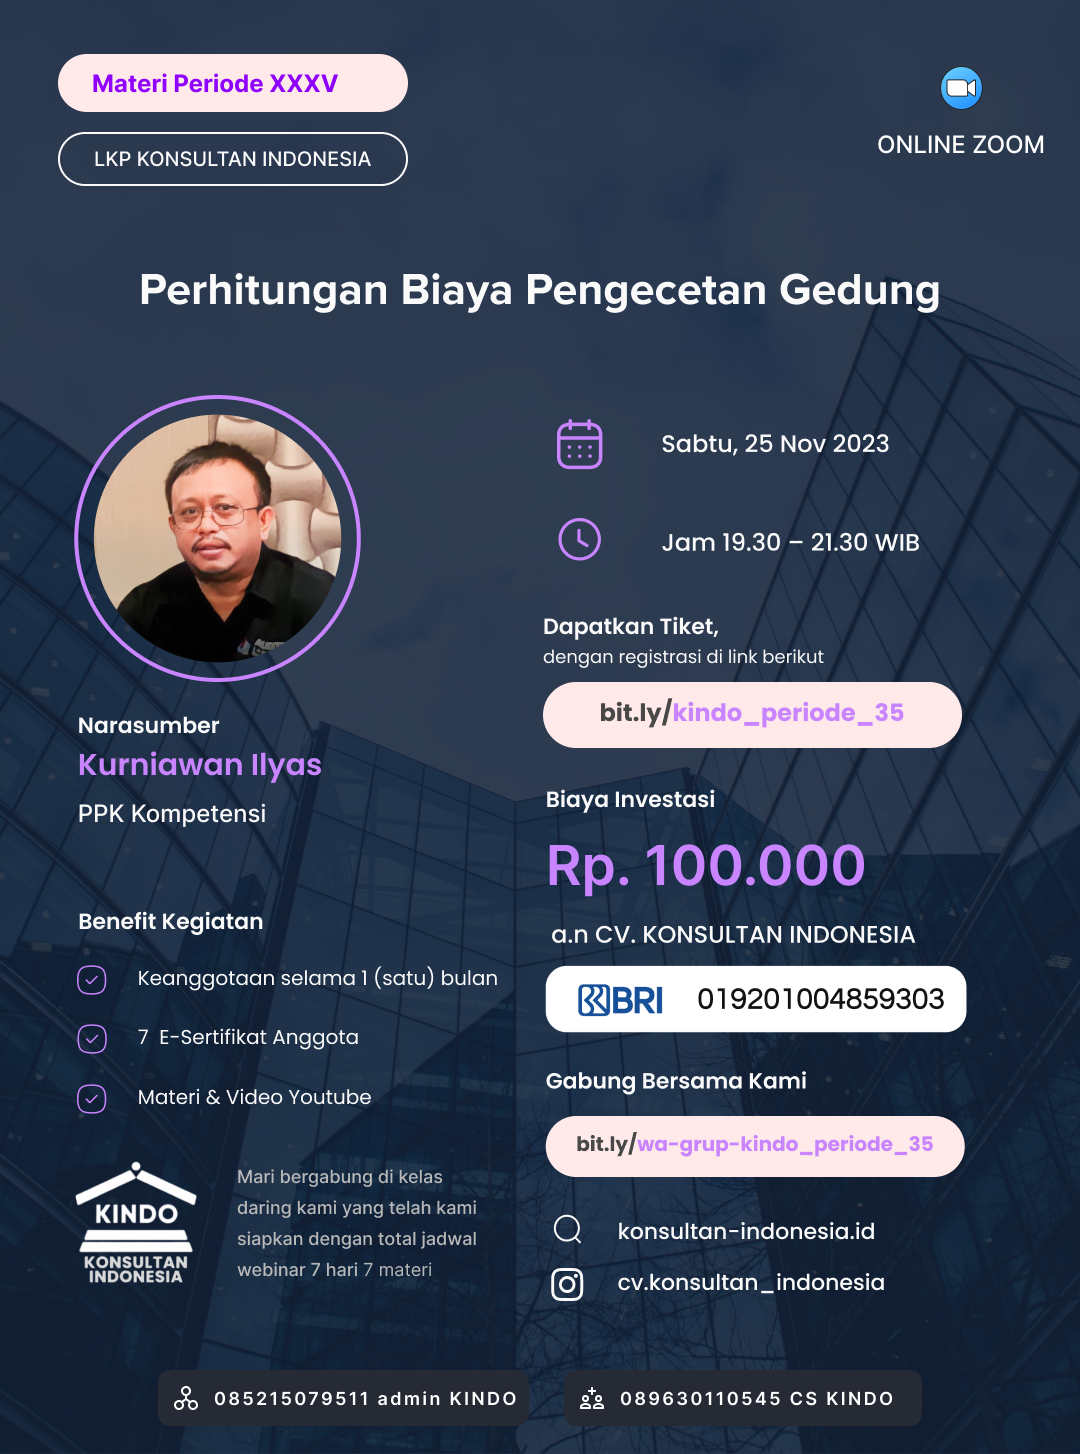 Materi Periode XXXV
LKP KONSULTAN INDONESIA
ONLINE ZOOM
Perhitungan Biaya Pengecetan Gedung
Sabtu, 25 Nov 2023
Jam 19.30 – 21.30 WIB
Dapatkan Tiket,
dengan registrasi di link berikut
bit.ly/kindo_periode_35
Narasumber
Kurniawan Ilyas
PPK Kompetensi
Biaya Investasi
Rp. 100.000
a.n CV. KONSULTAN INDONESIA
BRI 019201004859303
Benefit Kegiatan
Keanggotaan selama 1 (satu) bulan
7 E-Sertifikat Anggota
Materi & Video Youtube
Gabung Bersama Kami
bit.ly/wa-grup-kindo_periode_35
KINDO
KONSULTAN
INDONESIA
Mari bergabung di kelas
daring kami yang telah kami
siapkan dengan total jadwal
webinar 7 hari 7 materi
konsultan-indonesia.id
cv.konsultan_indonesia
085215079511 admin KINDO
089630110545 CS KINDO